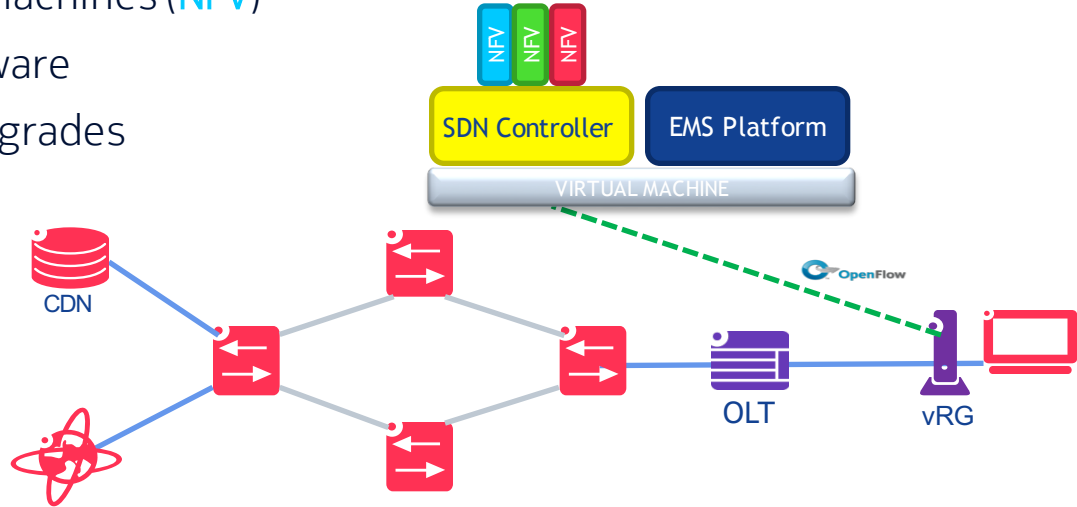 achines (NFV)
ware
grades
NFV
NFV
NFV
SDN Controller
EMS Platform
VIRTUAL MACHINE
OpenFlow
CDN
OLT
vRG